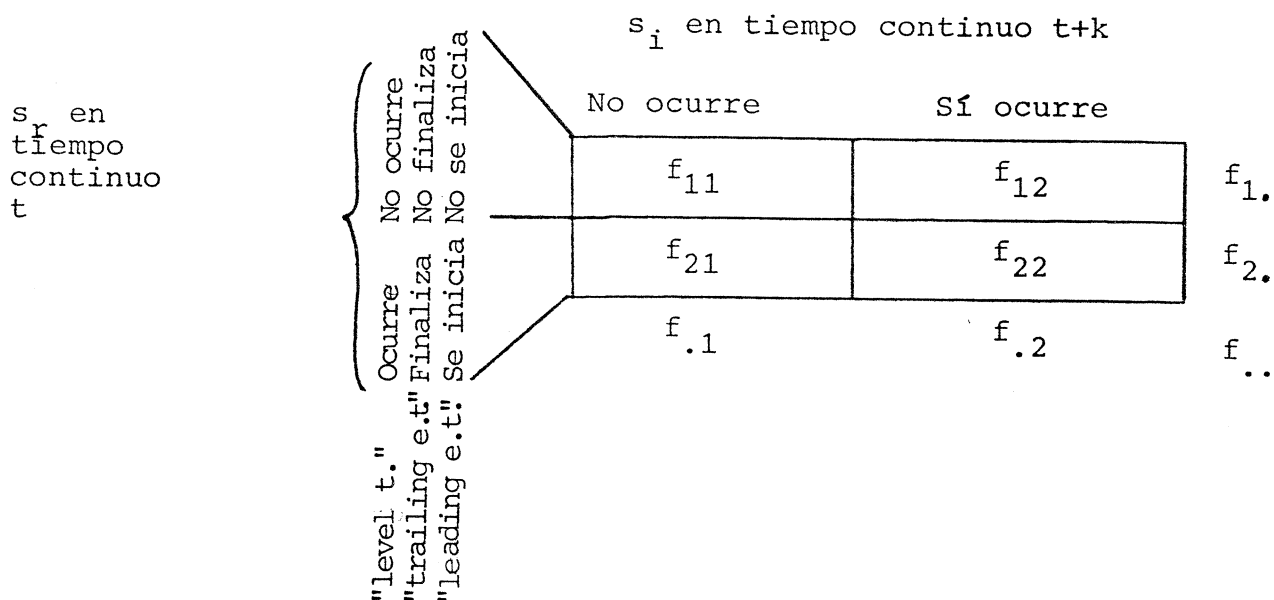 s_i en tiempo continuo t+k
s_r en
tiempo
continuo
t
No ocurre
Sí ocurre
f_11
f_12
f_1.
f_21
f_22
f_2.
f_.1
f_.2
f_..
"level t." Ocurre No ocurre
"trailing e.t" Finaliza No finaliza
"leading e.t." Se inicia No se inicia